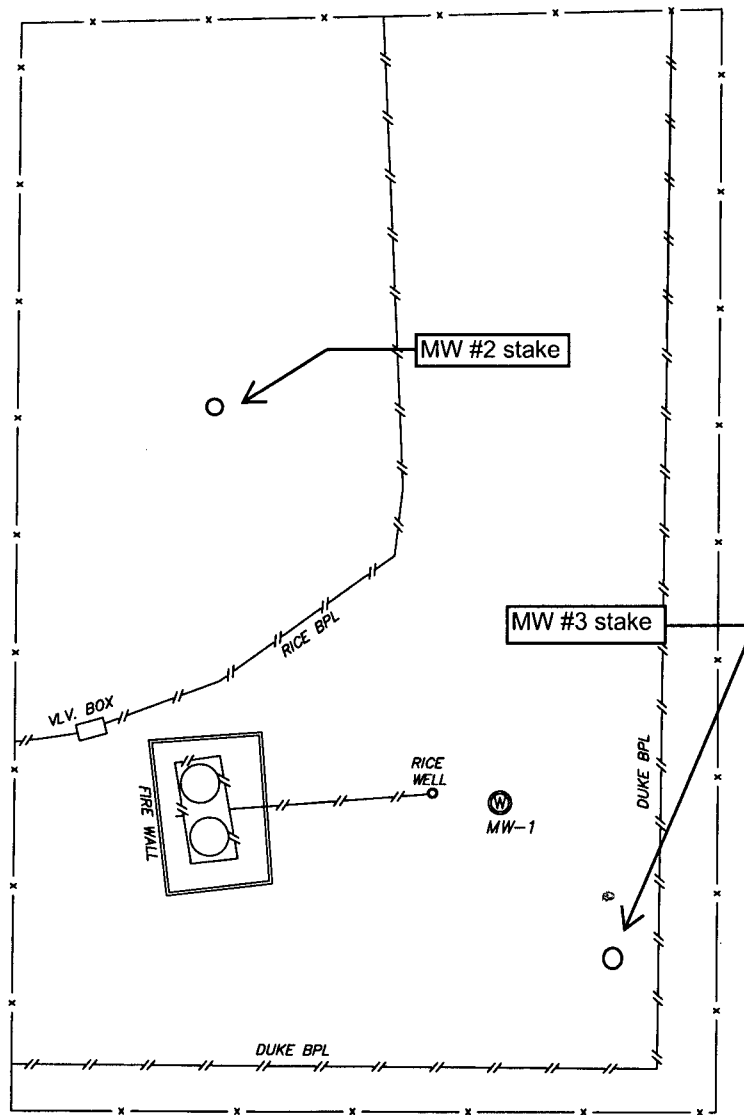 MW #2 stake
MW #3 stake
RICE BPL
VLV. BOX
DUKE BPL
RICE
WELL
FIRE WALL
W
MW-1
DUKE BPL